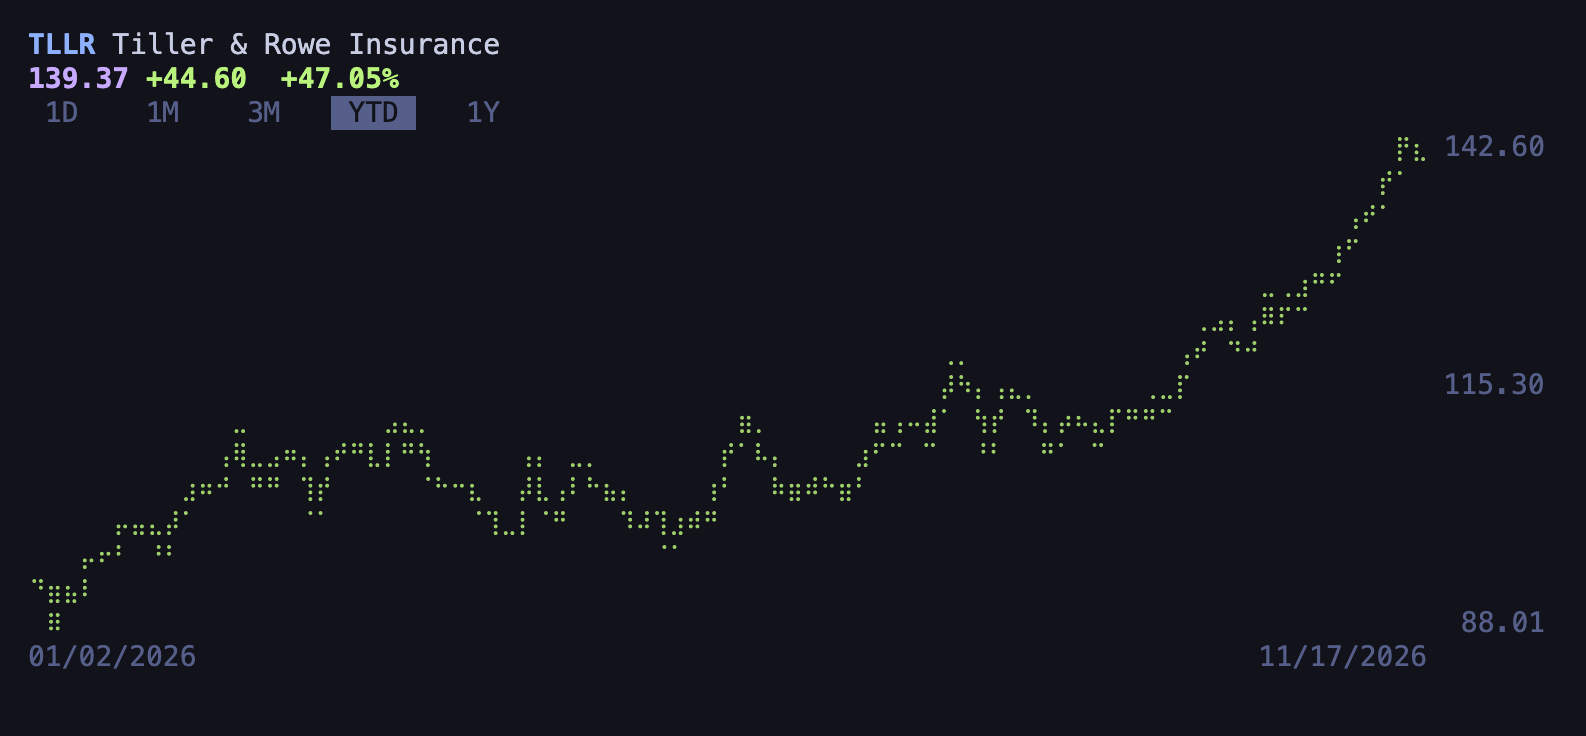 TLLR Tiller & Rowe Insurance
139.37 +44.60 +47.05%
1D 1M 3M YTD 1Y
142.60
115.30
88.01
01/02/2026 11/17/2026